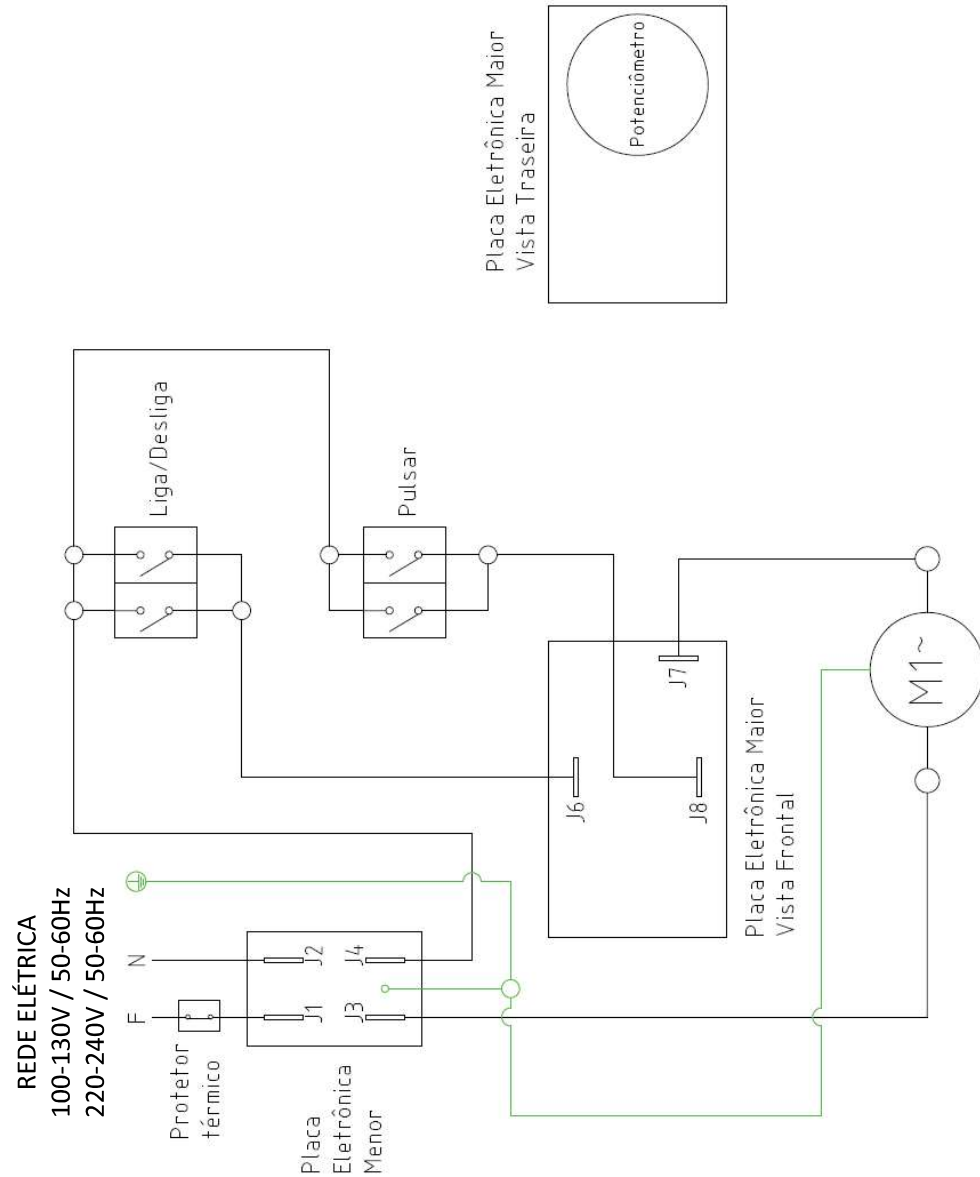 REDE ELÉTRICA
100-130V / 50-60Hz
220-240V / 50-60Hz
F
N
Protetor
térmico
J1
J2
J3
J4
Placa
Eletrônica
Menor
Liga/Desliga
Pulsar
J6
J8
J7
Placa Eletrônica Maior
Vista Frontal
M1~
Placa Eletrônica Maior
Vista Traseira
Potenciômetro